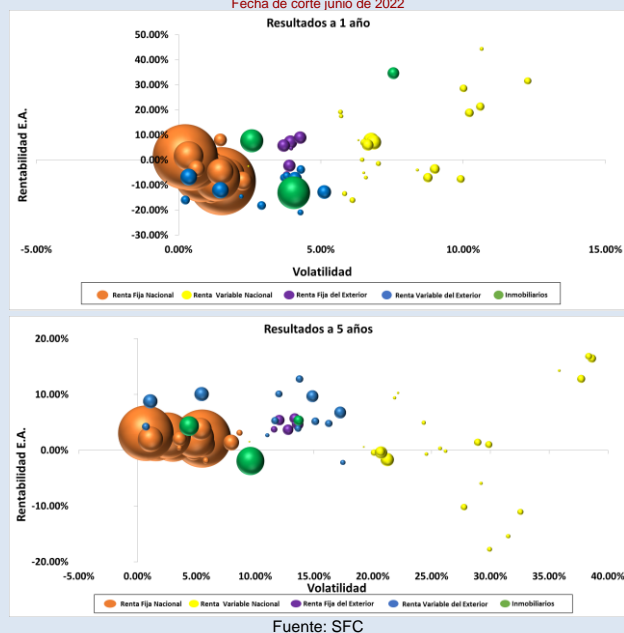 Fecha de corte junio de 2022
Resultados a 1 año
50.00%
40.00%
30.00%
20.00%
10.00%
0.00%
-10.00%
-20.00%
-30.00%
Rentabilidad E.A.
-5.00% 0.00% 5.00% 10.00% 15.00%
Volatilidad
Renta Fija Nacional Renta Variable Nacional Renta Fija del Exterior Renta Variable del Exterior Inmobiliarios
Resultados a 5 años
20.00%
10.00%
0.00%
-10.00%
-20.00%
Rentabilidad E.A.
-5.00% 0.00% 5.00% 10.00% 15.00% 20.00% 25.00% 30.00% 35.00% 40.00%
Volatilidad
Renta Fija Nacional Renta Variable Nacional Renta Fija del Exterior Renta Variable del Exterior Inmobiliarios
Fuente: SFC